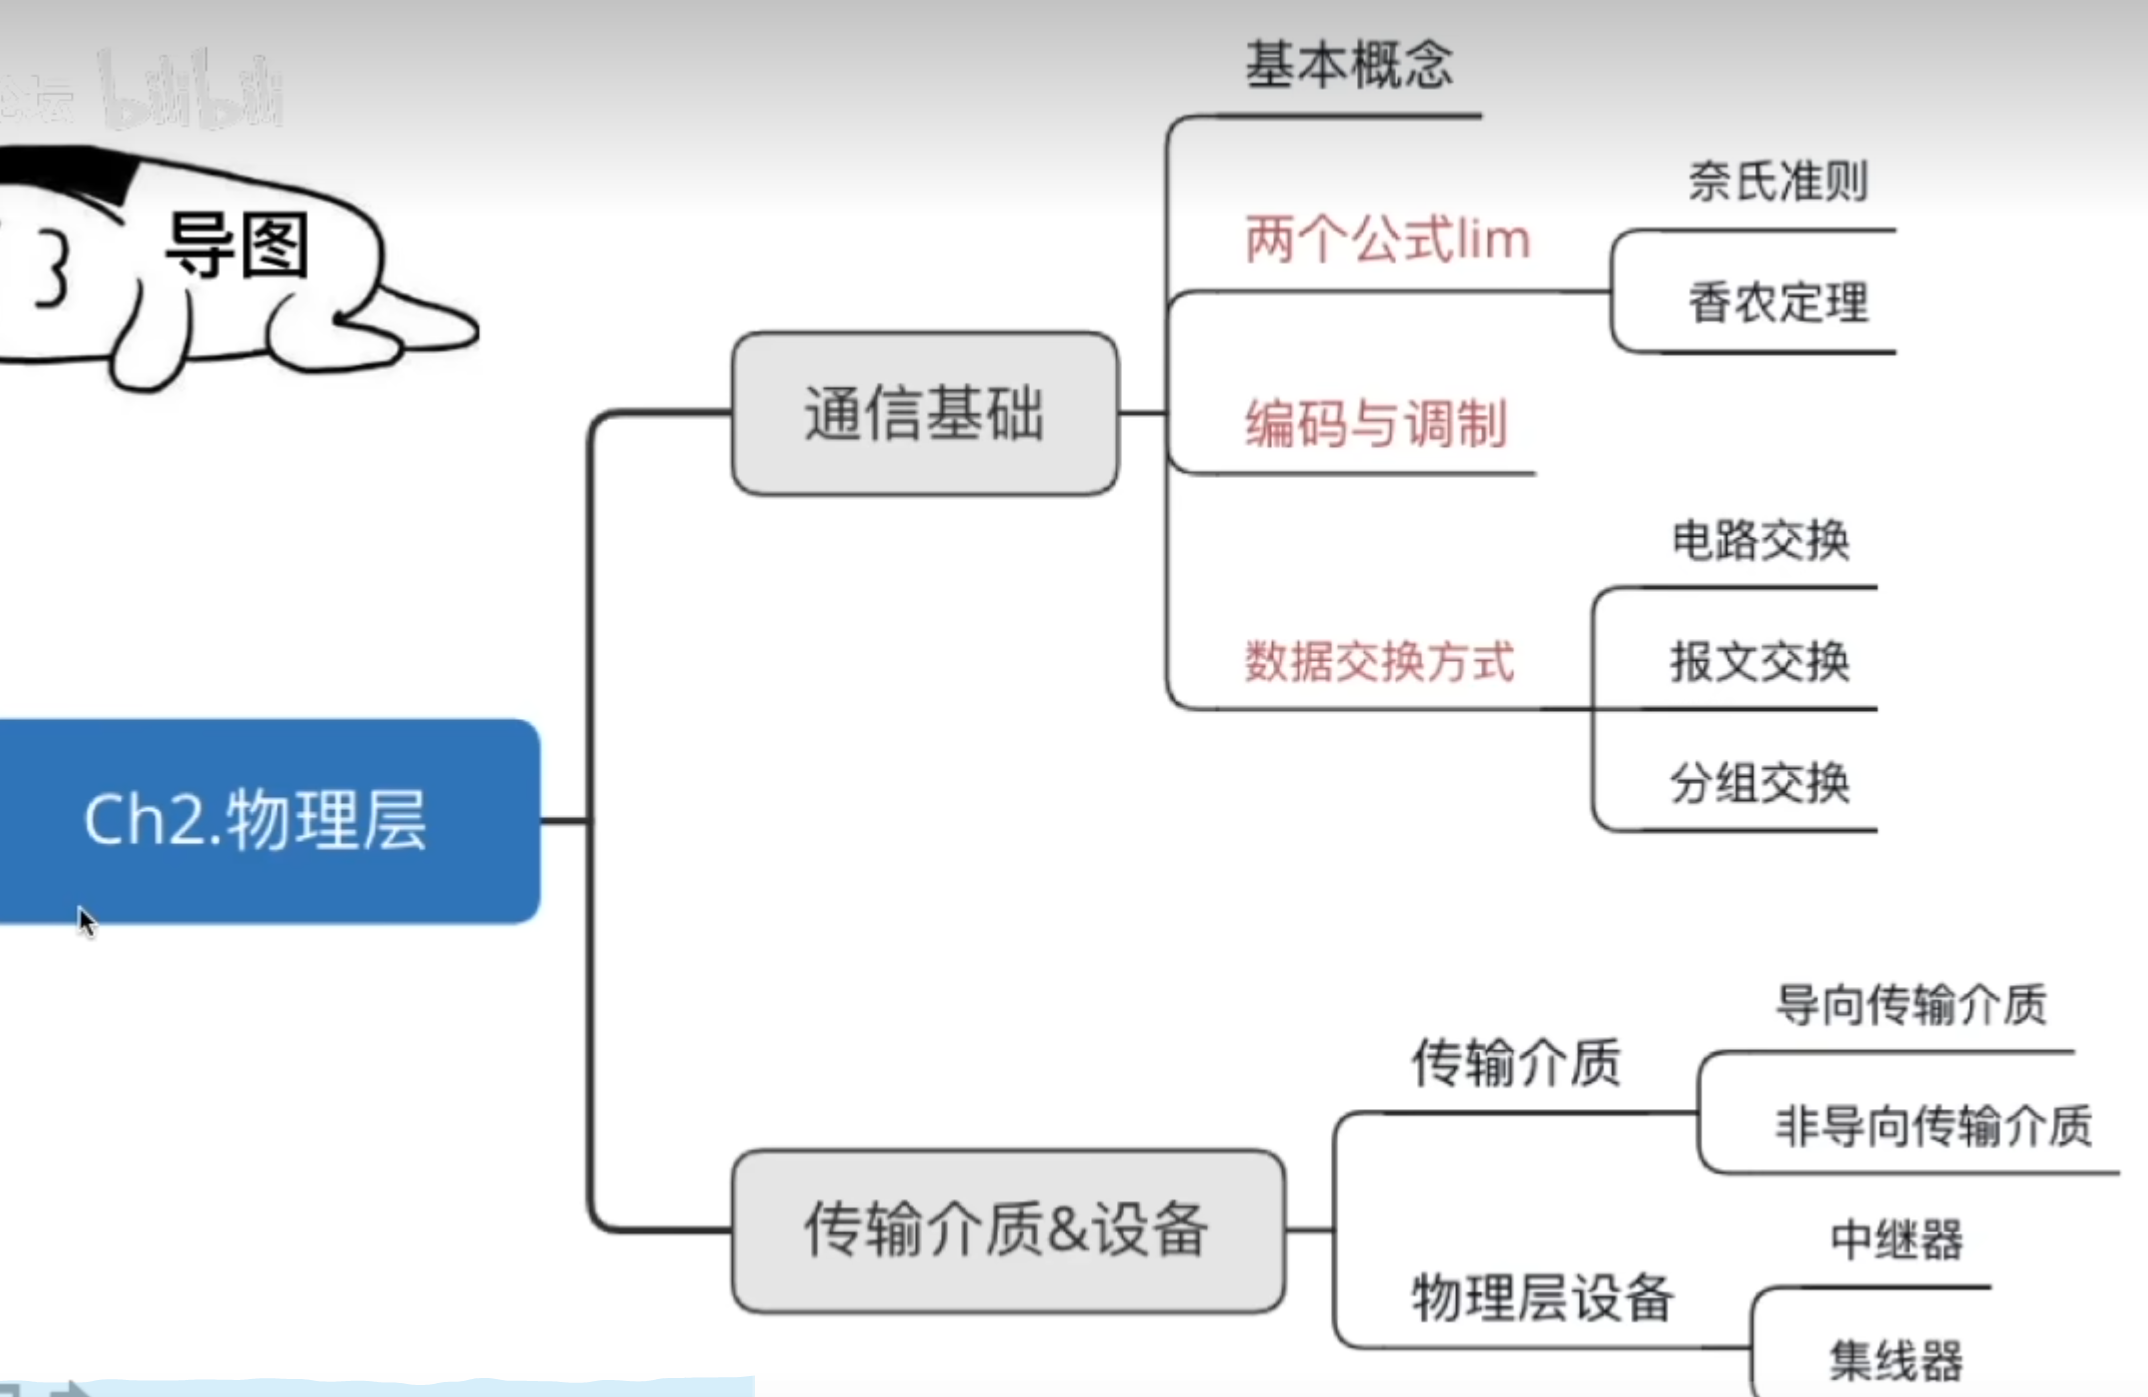 论坛 bilibili
导图
Ch2.物理层
通信基础
基本概念
两个公式lim
奈氏准则
香农定理
编码与调制
数据交换方式
电路交换
报文交换
分组交换
传输介质&设备
传输介质
导向传输介质
非导向传输介质
物理层设备
中继器
集线器